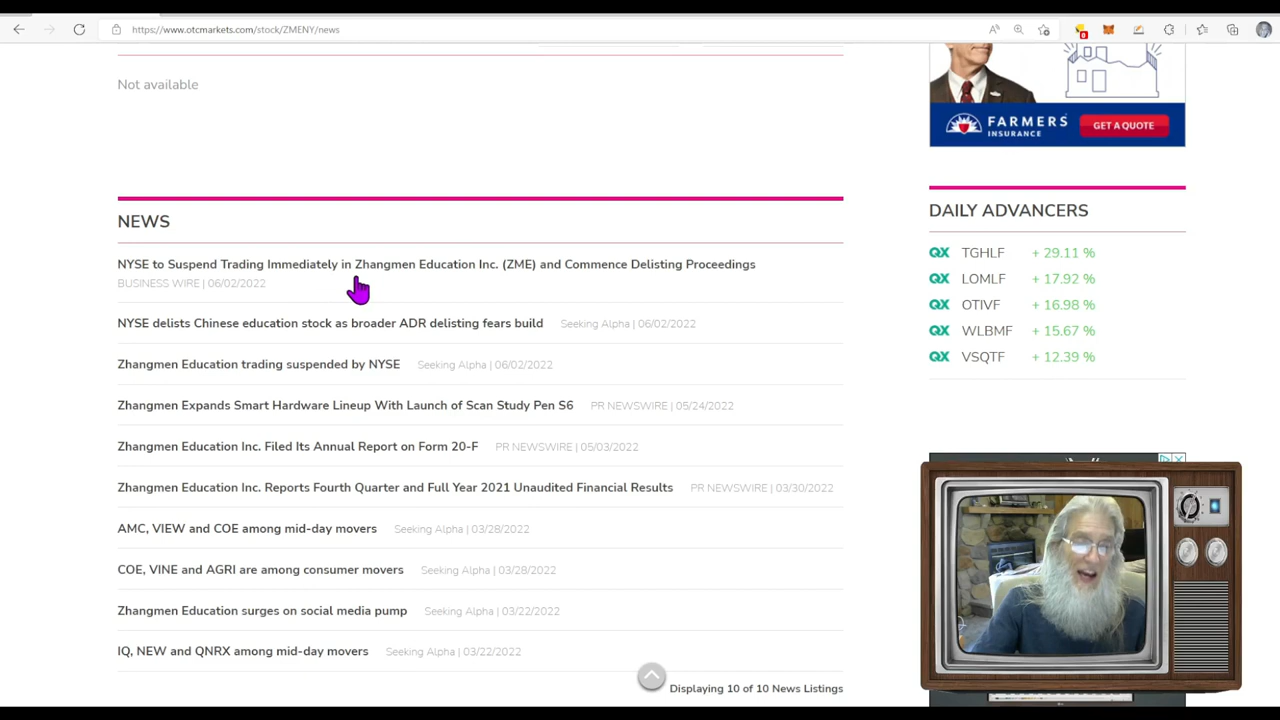 https://www.otcmarkets.com/stock/ZMENY/news
Not available
NEWS
NYSE to Suspend Trading Immediately in Zhangmen Education Inc. (ZME) and Commence Delisting Proceedings
BUSINESS WIRE | 06/02/2022
NYSE delists Chinese education stock as broader ADR delisting fears build Seeking Alpha | 06/02/2022
Zhangmen Education trading suspended by NYSE Seeking Alpha | 06/02/2022
Zhangmen Expands Smart Hardware Lineup With Launch of Scan Study Pen S6 PR NEWSWIRE | 05/24/2022
Zhangmen Education Inc. Filed Its Annual Report on Form 20-F PR NEWSWIRE | 05/03/2022
Zhangmen Education Inc. Reports Fourth Quarter and Full Year 2021 Unaudited Financial Results PR NEWSWIRE | 03/30/2022
AMC, VIEW and COE among mid-day movers Seeking Alpha | 03/28/2022
COE, VINE and AGRI are among consumer movers Seeking Alpha | 03/28/2022
Zhangmen Education surges on social media pump Seeking Alpha | 03/22/2022
IQ, NEW and QNRX among mid-day movers Seeking Alpha | 03/22/2022
Displaying 10 of 10 News Listings
FARMERS
INSURANCE
GET A QUOTE
DAILY ADVANCERS
QX TGHLF + 29.11 %
QX LOMLF + 17.92 %
QX OTIVF + 16.98 %
QX WLBMF + 15.67 %
QX VSQTF + 12.39 %